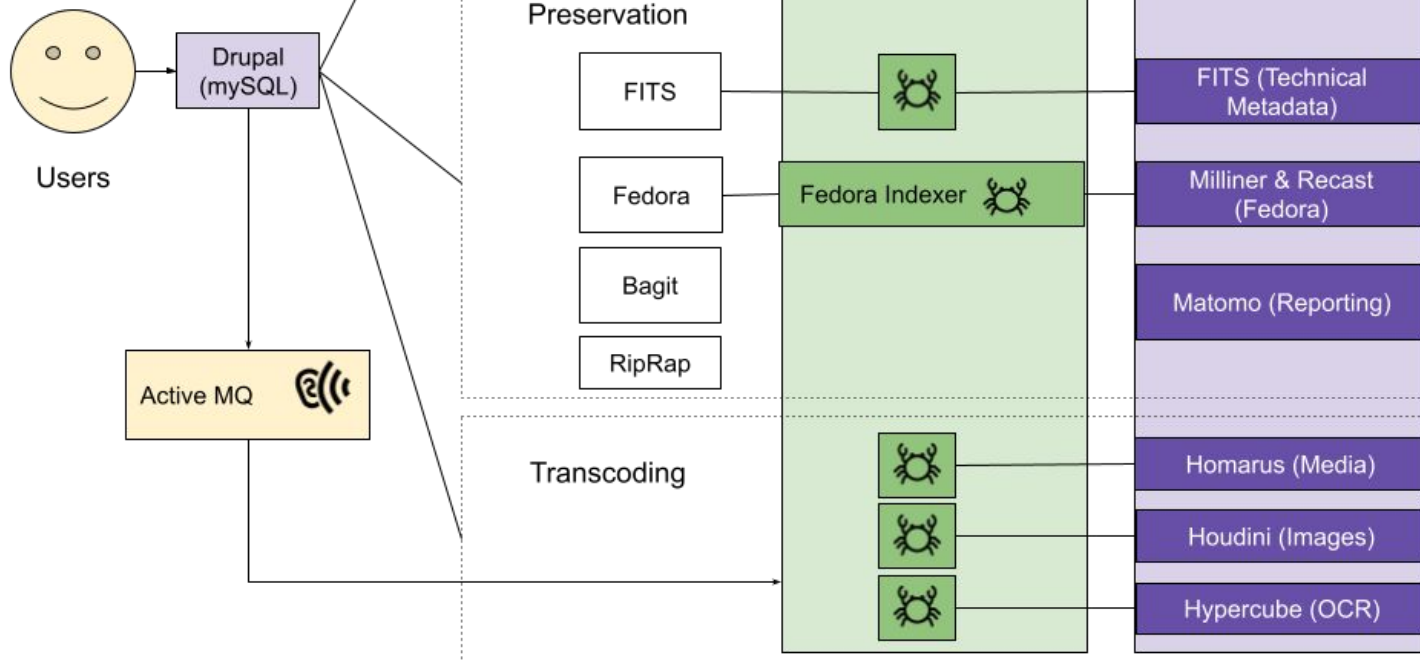 Preservation
Drupal
(mySQL)
Users
FITS
FITS (Technical
Metadata)
Fedora
Fedora Indexer
Milliner & Recast
(Fedora)
Bagit
Matomo (Reporting)
RipRap
Active MQ
Transcoding
Homarus (Media)
Houdini (Images)
Hypercube (OCR)